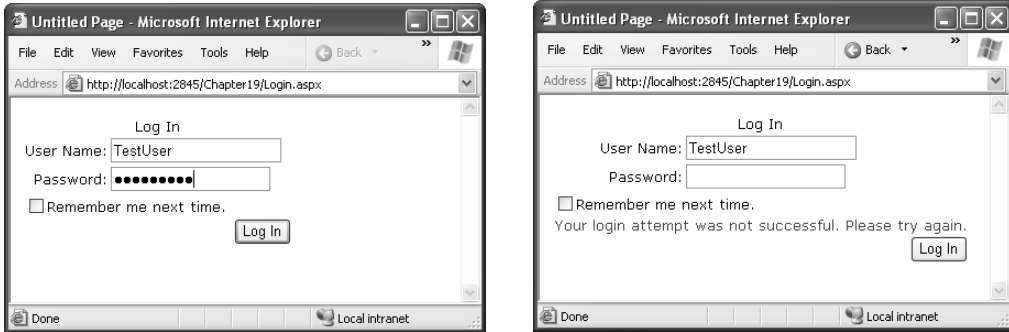 Untitled Page - Microsoft Internet Explorer
File Edit View Favorites Tools Help Back »
Address http://localhost:2845/Chapter19/Login.aspx
Log In
User Name: TestUser
Password: ●●●●●●●●●
Remember me next time.
Log In
Done Local intranet
Untitled Page - Microsoft Internet Explorer
File Edit View Favorites Tools Help Back »
Address http://localhost:2845/Chapter19/Login.aspx
Log In
User Name: TestUser
Password:
Remember me next time.
Your login attempt was not successful. Please try again.
Log In
Done Local intranet